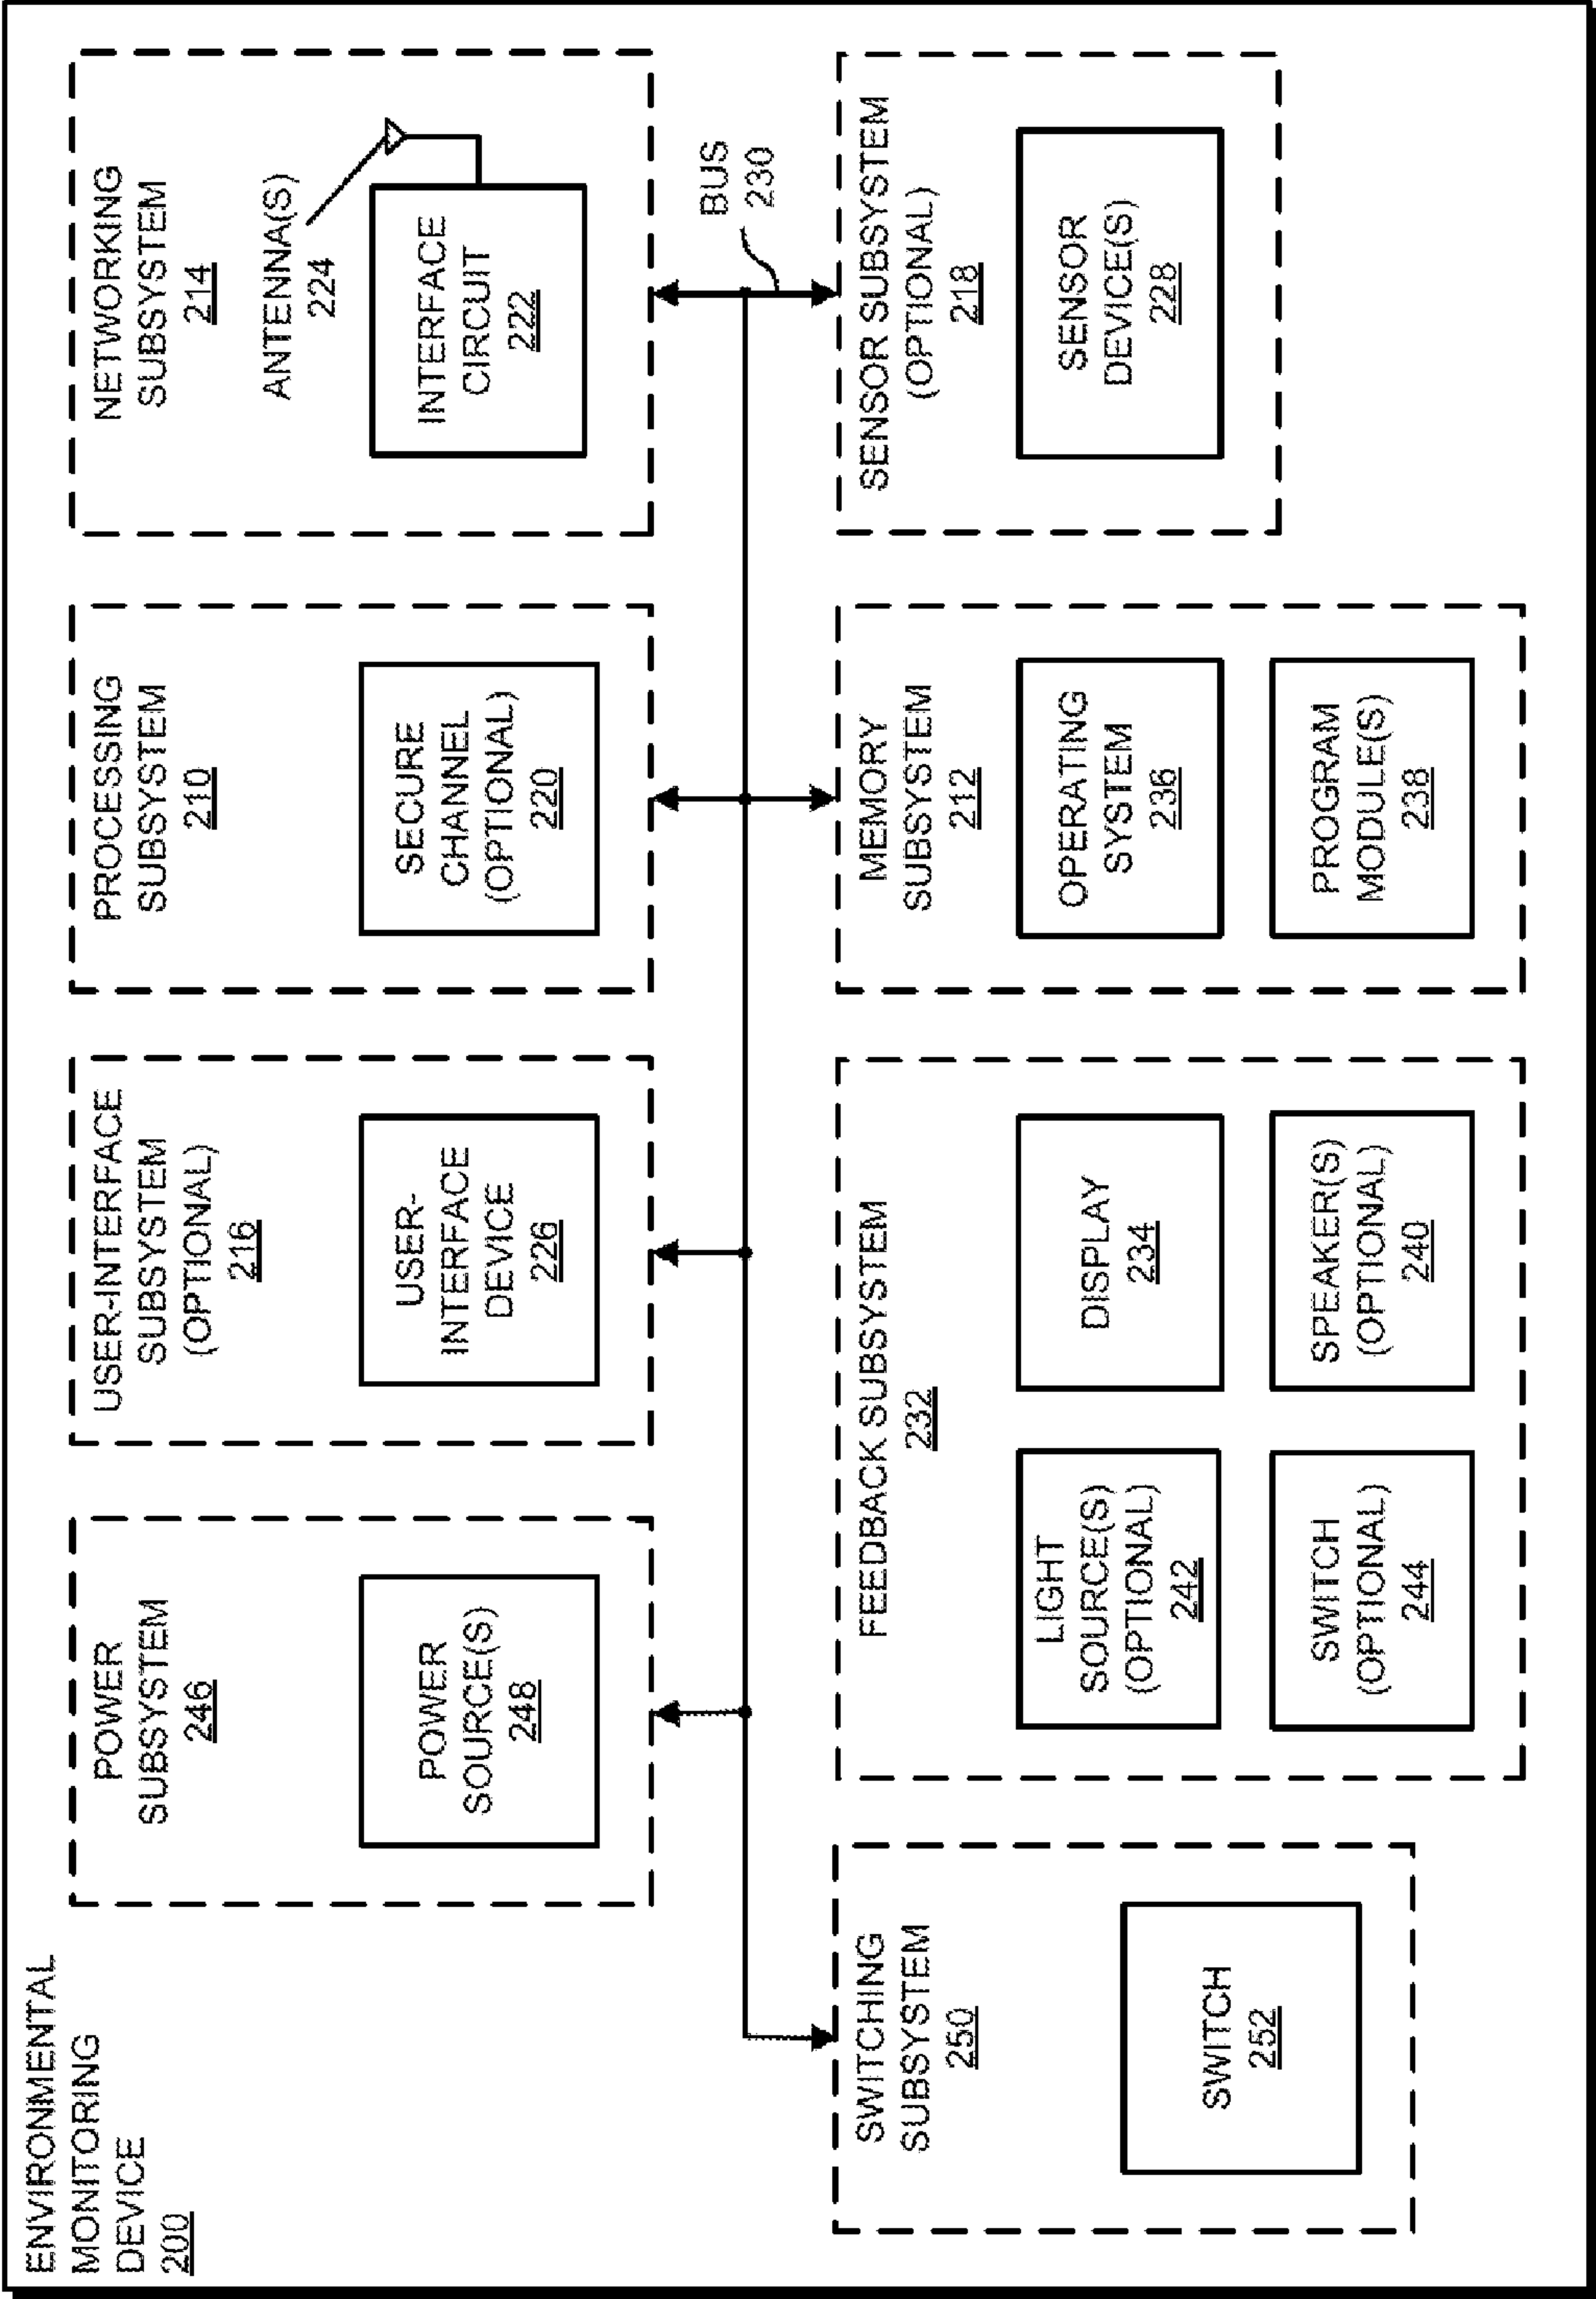 ENVIRONMENTAL
MONITORING
DEVICE
200
POWER
SUBSYSTEM
246
POWER
SOURCE(S)
248
USER-INTERFACE
SUBSYSTEM
(OPTIONAL)
216
USER-
INTERFACE
DEVICE
226
PROCESSING
SUBSYSTEM
210
SECURE
CHANNEL
(OPTIONAL)
220
NETWORKING
SUBSYSTEM
214
ANTENNA(S)
224
INTERFACE
CIRCUIT
222
BUS
230
SWITCHING
SUBSYSTEM
250
SWITCH
252
FEEDBACK SUBSYSTEM
232
LIGHT
SOURCE(S)
(OPTIONAL)
242
DISPLAY
234
SWITCH
(OPTIONAL)
244
SPEAKER(S)
(OPTIONAL)
240
MEMORY
SUBSYSTEM
212
OPERATING
SYSTEM
236
PROGRAM
MODULE(S)
238
SENSOR SUBSYSTEM
(OPTIONAL)
218
SENSOR
DEVICE(S)
228